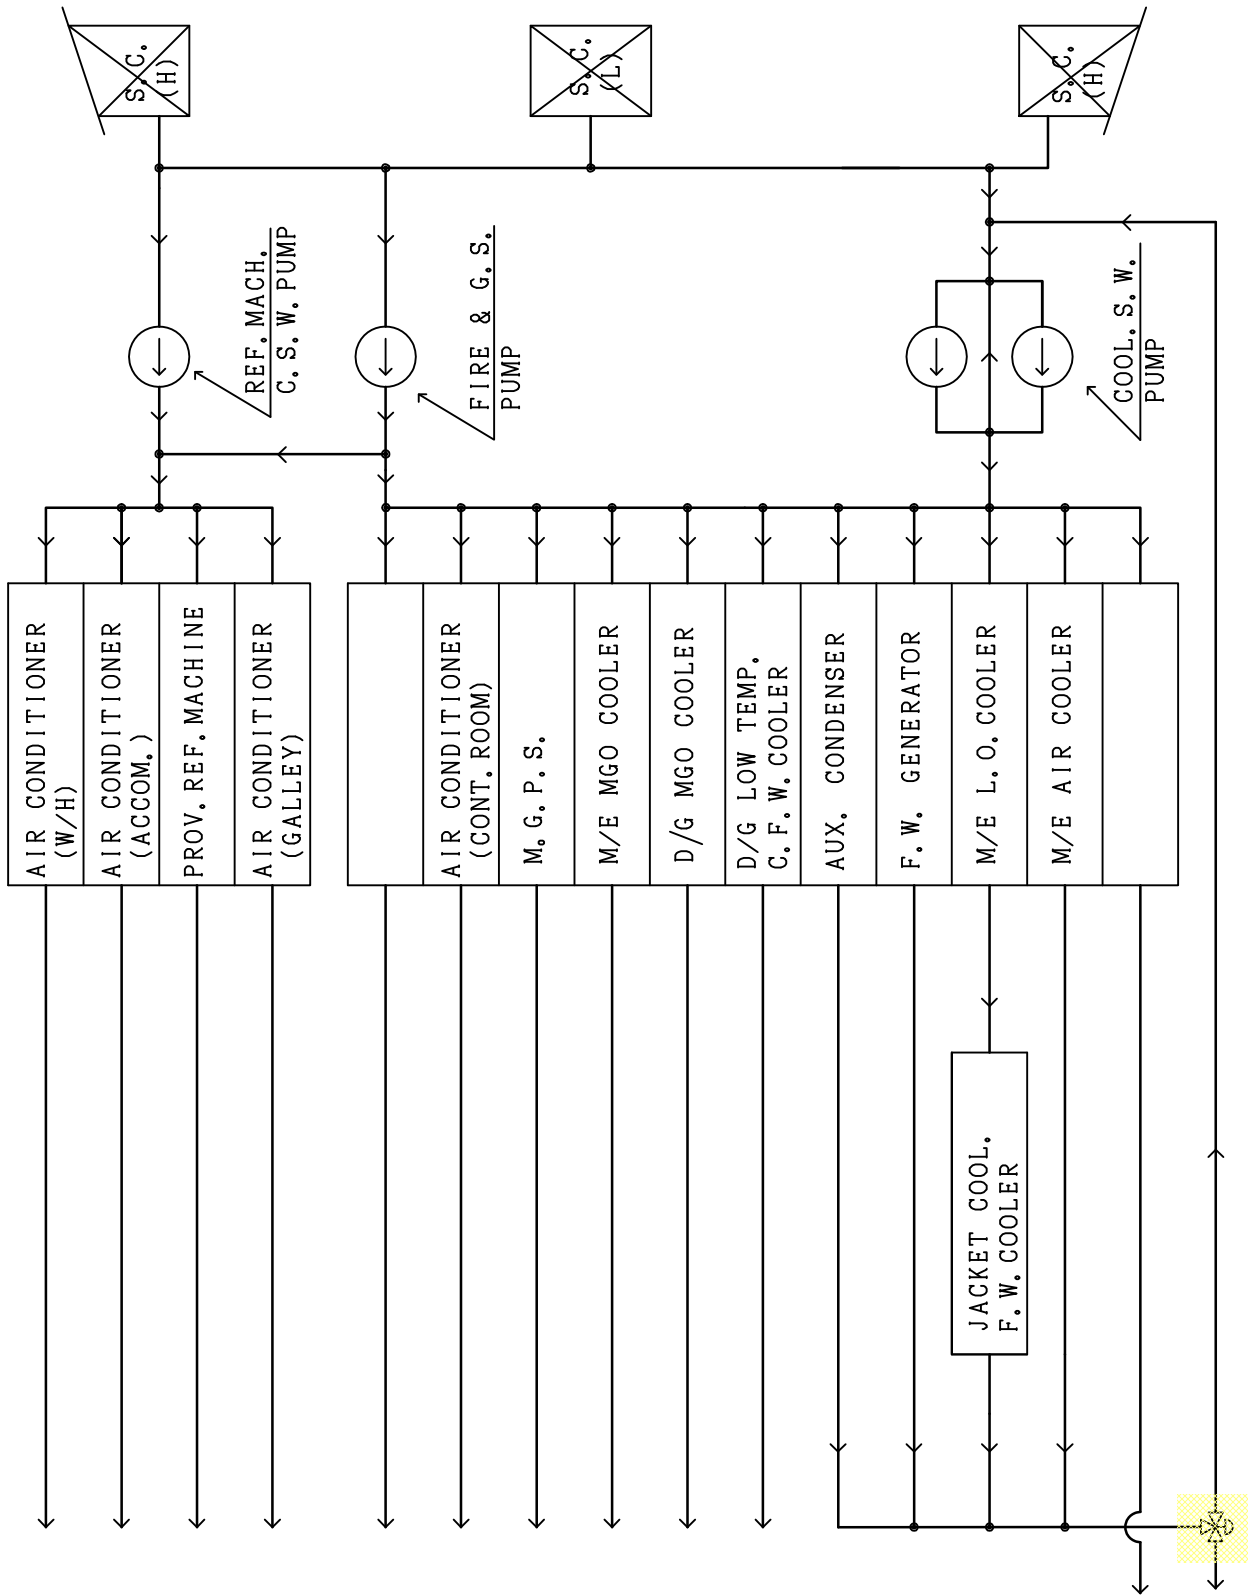 S. C.
(H)
S. C.
(L)
S. C.
(H)
REF. MACH.
C. S. W. PUMP
FIRE & G. S.
PUMP
COOL. S. W.
PUMP
AIR CONDITIONER
(W/H)
AIR CONDITIONER
(ACCOM.)
PROV. REF. MACHINE
AIR CONDITIONER
(GALLEY)
AIR CONDITIONER
(CONT. ROOM)
M. G. P. S.
M/E MGO COOLER
D/G MGO COOLER
D/G LOW TEMP.
C. F. W. COOLER
AUX. CONDENSER
F. W. GENERATOR
M/E L. O. COOLER
M/E AIR COOLER
JACKET COOL.
F. W. COOLER